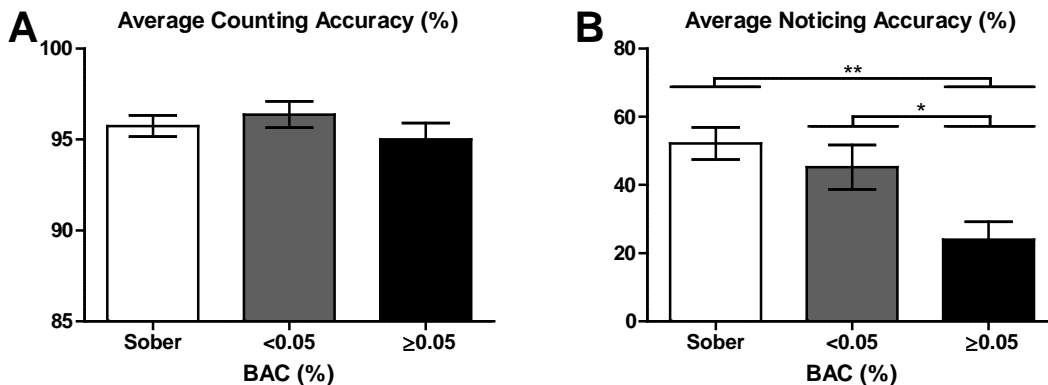 A
Average Counting Accuracy (%)
100
95
90
85
Sober
<0.05
≥0.05
BAC (%)
B
Average Noticing Accuracy (%)
80
60
40
20
0
**
*
Sober
<0.05
≥0.05
BAC (%)